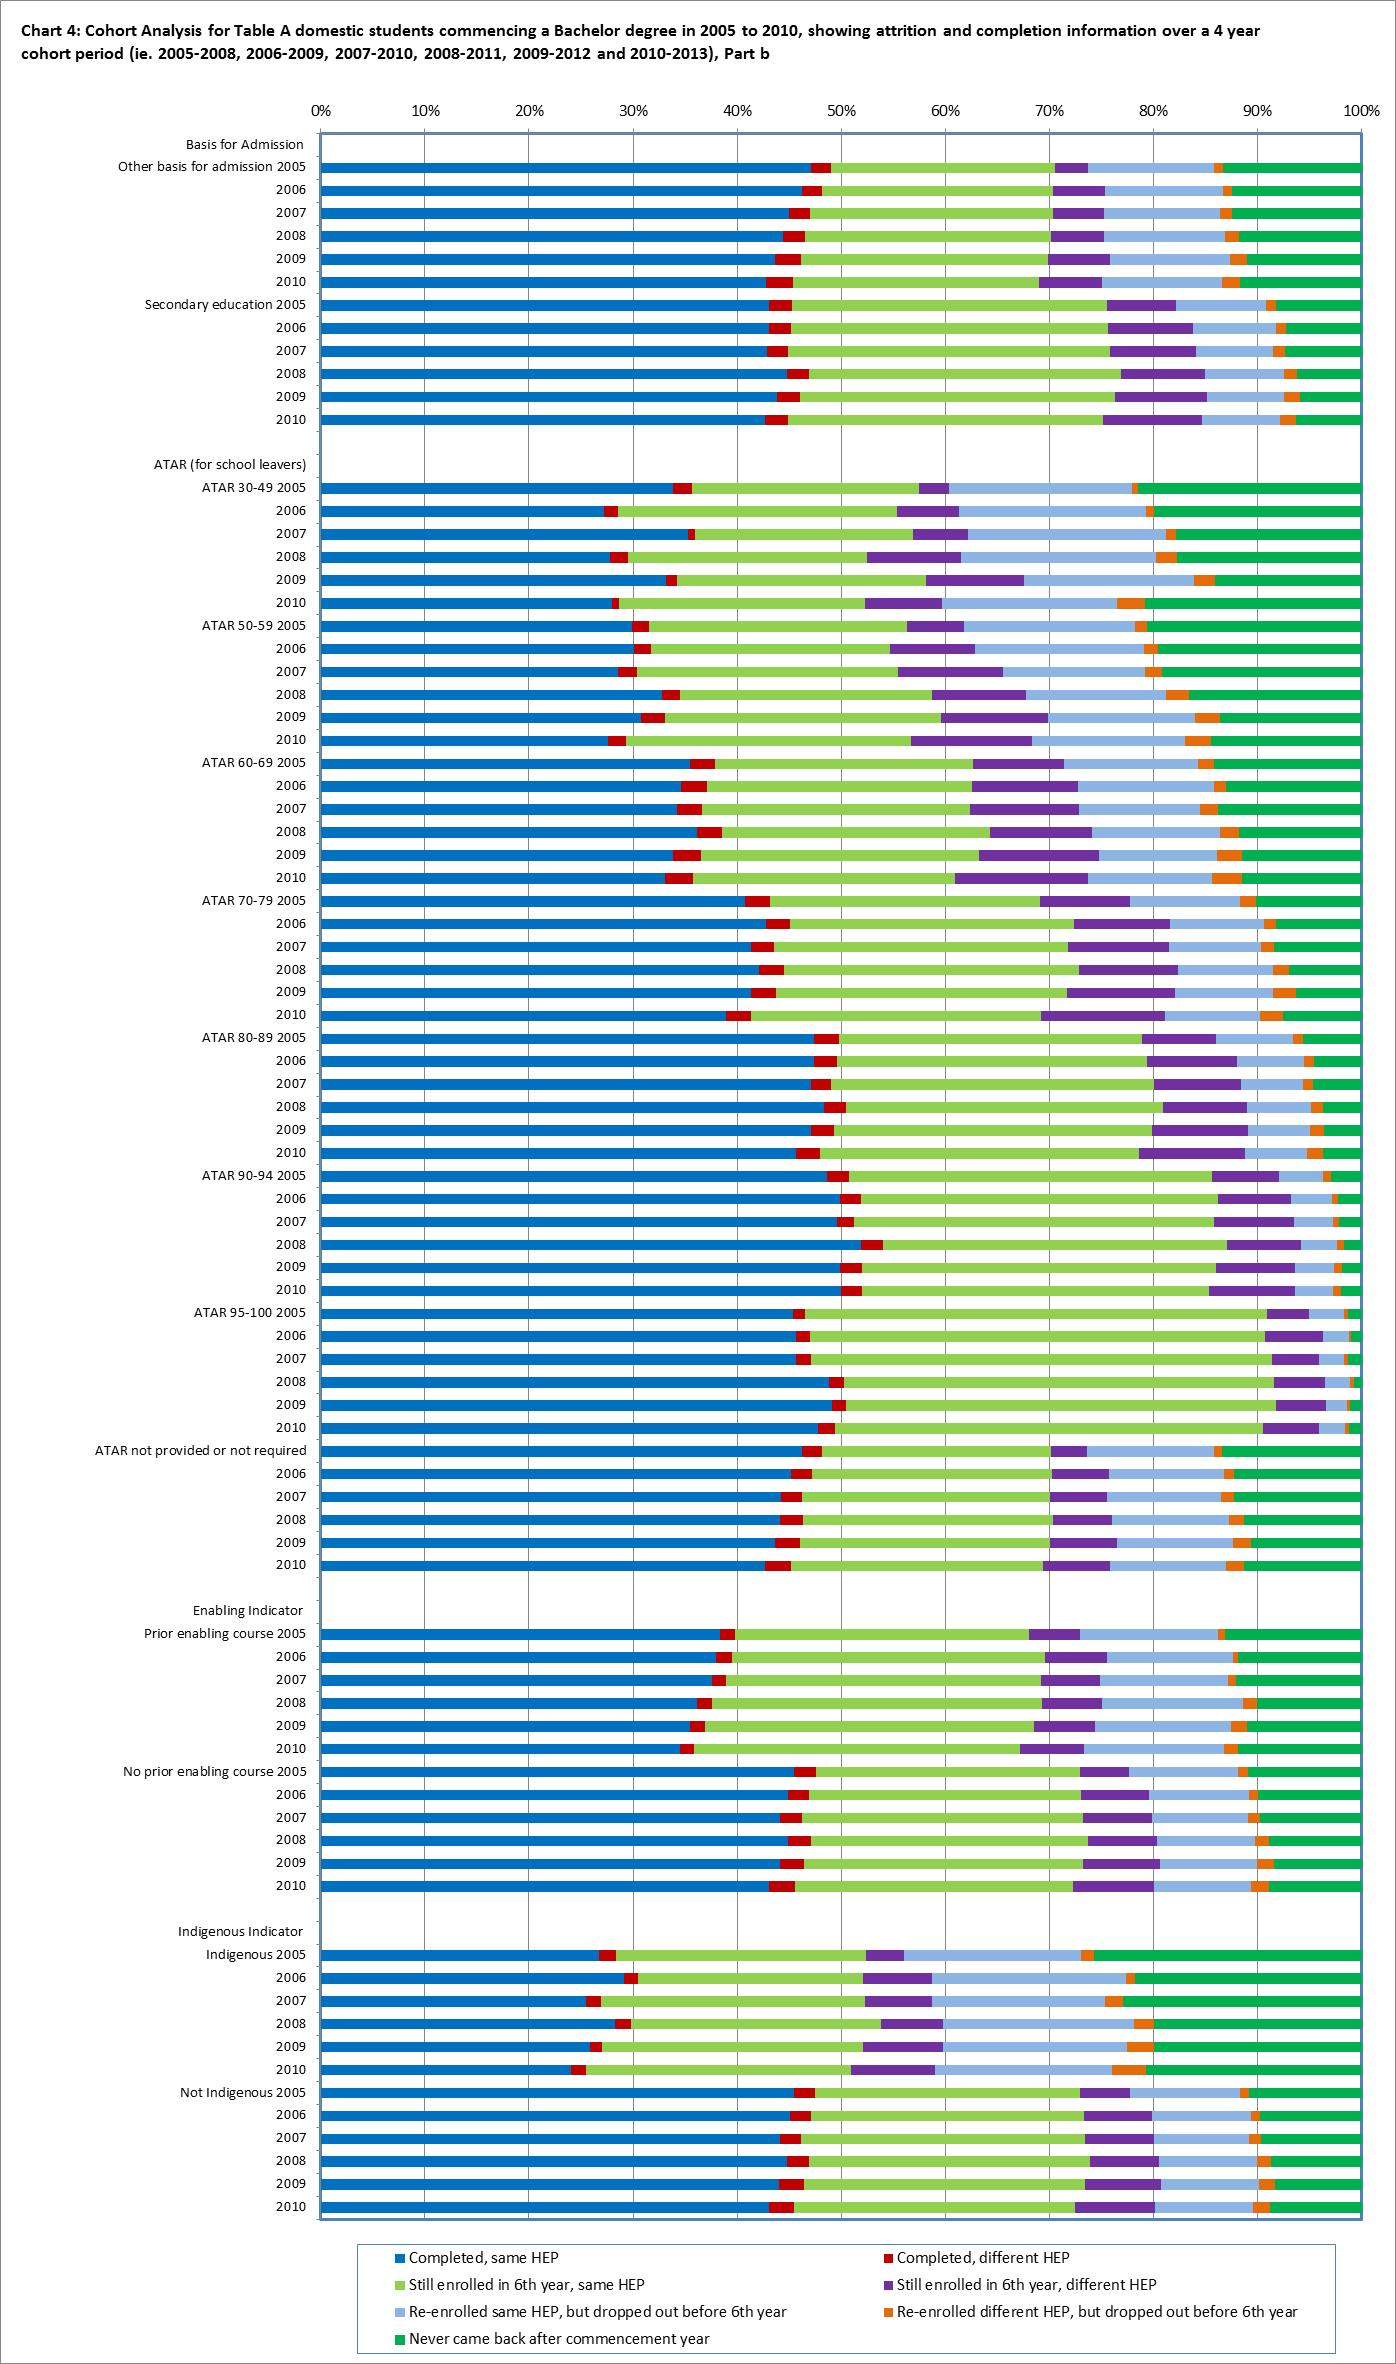 Chart 4: Cohort Analysis for Table A domestic students commencing a Bachelor degree in 2005 to 2010, showing attrition and completion information over a 4 year
cohort period (ie. 2005-2008, 2006-2009, 2007-2010, 2008-2011, 2009-2012 and 2010-2013), Part b
0% 10% 20% 30% 40% 50% 60% 70% 80% 90% 100%
Basis for Admission
Other basis for admission 2005
2006
2007
2008
2009
2010
Secondary education 2005
2006
2007
2008
2009
2010
ATAR (for school leavers)
ATAR 30-49 2005
2006
2007
2008
2009
2010
ATAR 50-59 2005
2006
2007
2008
2009
2010
ATAR 60-69 2005
2006
2007
2008
2009
2010
ATAR 70-79 2005
2006
2007
2008
2009
2010
ATAR 80-89 2005
2006
2007
2008
2009
2010
ATAR 90-94 2005
2006
2007
2008
2009
2010
ATAR 95-100 2005
2006
2007
2008
2009
2010
ATAR not provided or not required
2006
2007
2008
2009
2010
Enabling Indicator
Prior enabling course 2005
2006
2007
2008
2009
2010
No prior enabling course 2005
2006
2007
2008
2009
2010
Indigenous Indicator
Indigenous 2005
2006
2007
2008
2009
2010
Not Indigenous 2005
2006
2007
2008
2009
2010
Completed, same HEP Completed, different HEP
Still enrolled in 6th year, same HEP Still enrolled in 6th year, different HEP
Re-enrolled same HEP, but dropped out before 6th year Re-enrolled different HEP, but dropped out before 6th year
Never came back after commencement year